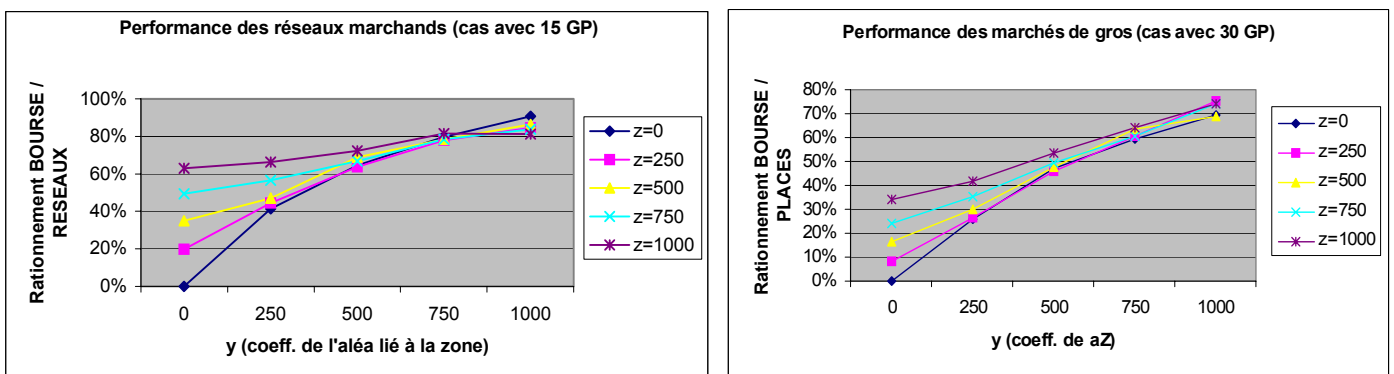 Performance des réseaux marchands (cas avec 15 GP)
Rationnement BOURSE /
RESEAUX
100%
80%
60%
40%
20%
0%
0 250 500 750 1000
y (coeff. de l'aléa lié à la zone)
z=0
z=250
z=500
z=750
z=1000
Performance des marchés de gros (cas avec 30 GP)
Rationnement BOURSE /
PLACES
80%
70%
60%
50%
40%
30%
20%
10%
0%
0 250 500 750 1000
y (coeff. de aZ)
z=0
z=250
z=500
z=750
z=1000